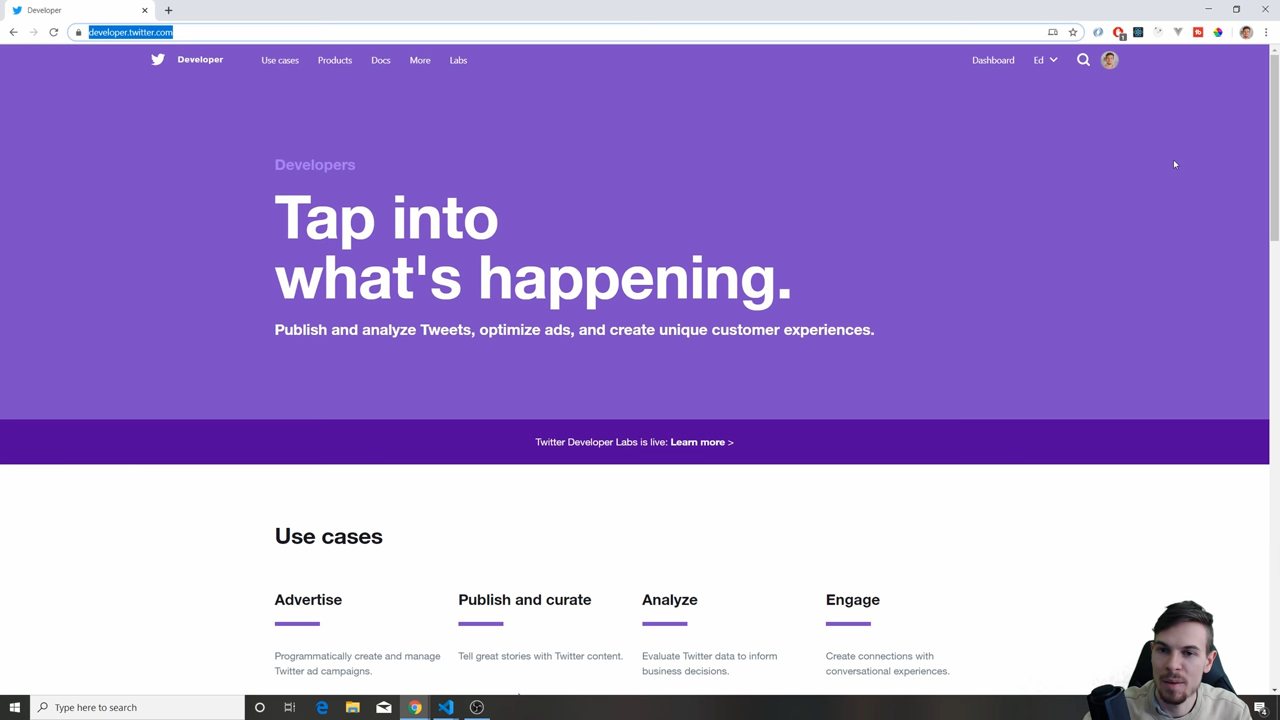 Developer
developer.twitter.com
1
Developer
Use cases
Products
Docs
More
Labs
Dashboard
Ed
Developers
Tap into
what's happening.
Publish and analyze Tweets, optimize ads, and create unique customer experiences.
Twitter Developer Labs is live: Learn more >
Use cases
Advertise
Programmatically create and manage
Twitter ad campaigns.
Publish and curate
Tell great stories with Twitter content.
Analyze
Evaluate Twitter data to inform
business decisions.
Engage
Create connections with
conversational experiences.
Type here to search
4